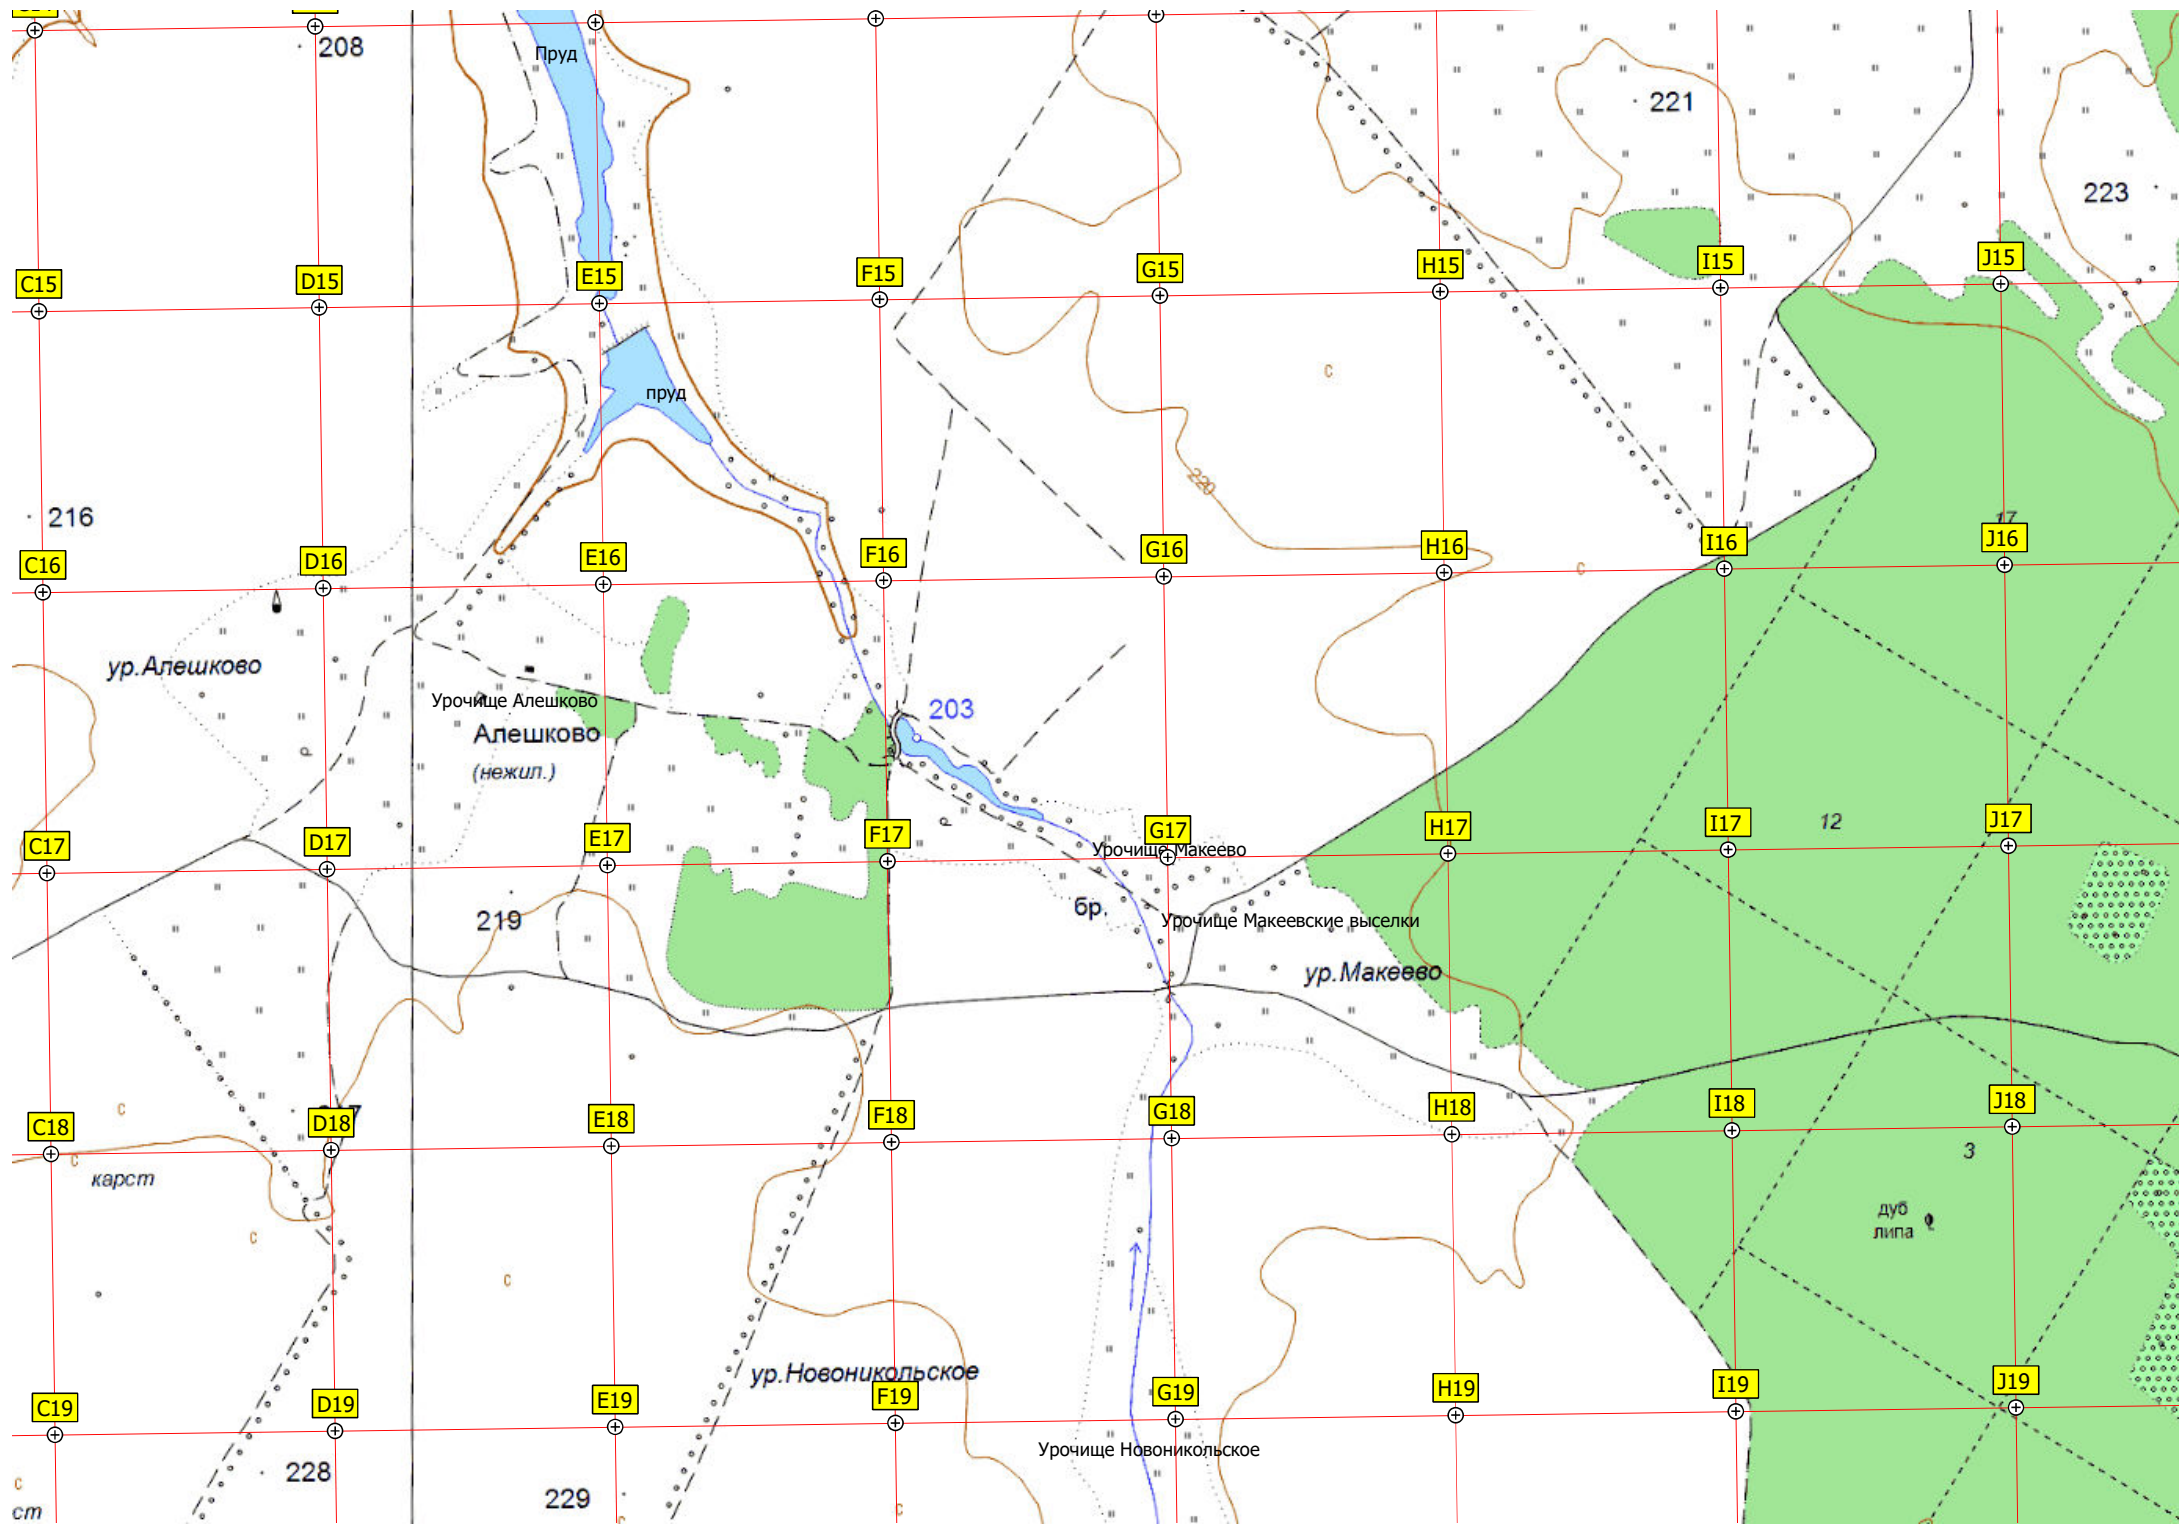 208
Пруд
221
223
C15
D15
E15
F15
G15
H15
I15
J15
с
пруд
220
216
17
C16
D16
E16
F16
G16
H16
I16
J16
с
ур.Алешково
Урочище Алешково
203
Алешково
(нежил.)
р
р
12
C17
D17
E17
F17
G17
H17
I17
J17
Урочище Макеево
219
бр.
Урочище Макеевские выселки
ур.Макеево
с
C18
D18
E18
F18
G18
H18
I18
J18
с
3
карст
дуб
липа
с
с
ур.Новоникольское
C19
D19
E19
F19
G19
H19
I19
J19
Урочище Новоникольское
228
229
с
с
с
ст